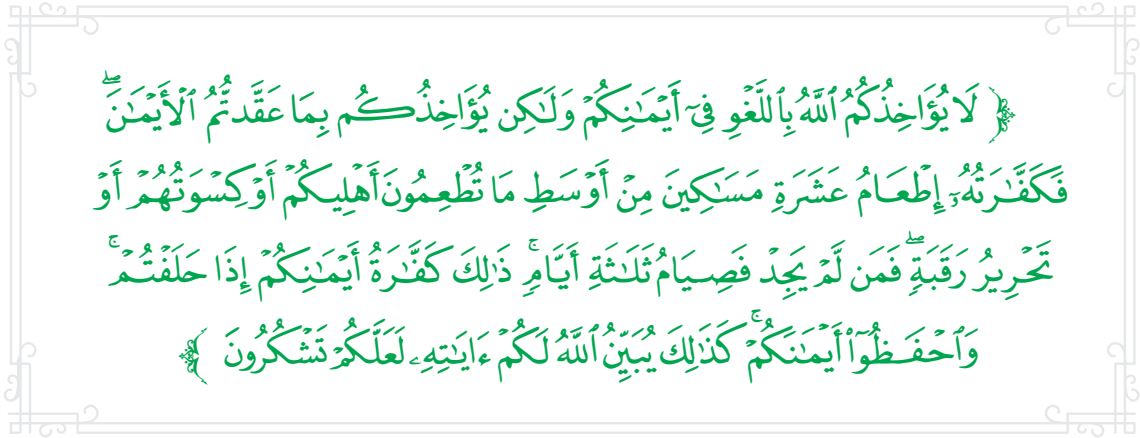 ﴿ لَا يُؤَاخِذُكُمُ ٱللَّهُ بِٱللَّغْوِ فِىٓ أَيْمَٰنِكُمْ وَلَٰكِن يُؤَاخِذُكُم بِمَا عَقَّدتُّمُ ٱلْأَيْمَٰنَۖ
فَكَفَّٰرَتُهُۥٓ إِطْعَامُ عَشَرَةِ مَسَٰكِينَ مِنْ أَوْسَطِ مَا تُطْعِمُونَ أَهْلِيكُمْ أَوْ كِسْوَتُهُمْ أَوْ
تَحْرِيرُ رَقَبَةٍۖ فَمَن لَّمْ يَجِدْ فَصِيَامُ ثَلَٰثَةِ أَيَّامٍۚ ذَٰلِكَ كَفَّٰرَةُ أَيْمَٰنِكُمْ إِذَا حَلَفْتُمْۚ
وَٱحْفَظُوٓا۟ أَيْمَٰنَكُمْۚ كَذَٰلِكَ يُبَيِّنُ ٱللَّهُ لَكُمْ ءَايَٰتِهِۦ لَعَلَّكُمْ تَشْكُرُونَ ﴾